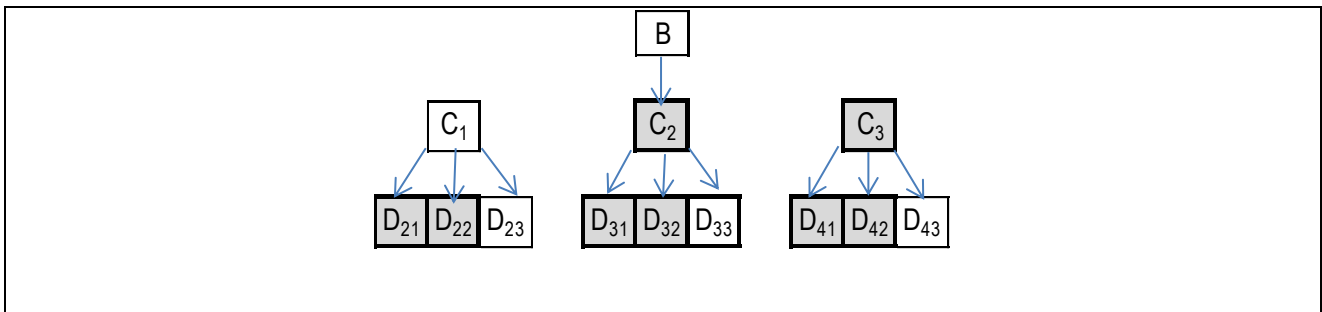 B
C₁ C₂ C₃
D₂₁ D₂₂ D₂₃ D₃₁ D₃₂ D₃₃ D₄₁ D₄₂ D₄₃